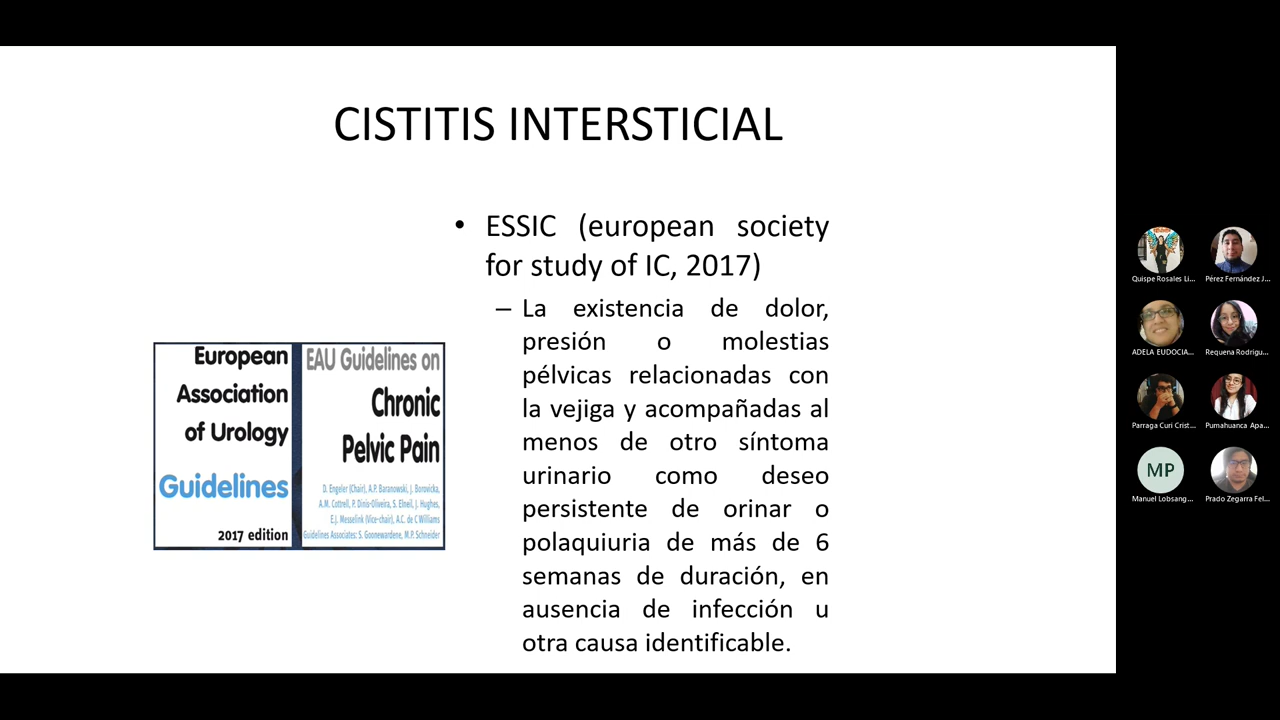 CISTITIS INTERSTICIAL
• ESSIC (european society
for study of IC, 2017)
– La existencia de dolor,
presión o molestias
pélvicas relacionadas con
la vejiga y acompañadas al
menos de otro síntoma
urinario como deseo
persistente de orinar o
polaquiuria de más de 6
semanas de duración, en
ausencia de infección u
otra causa identificable.
European
Association
of Urology
Guidelines
2017 edition
EAU Guidelines on
Chronic
Pelvic Pain
D. Engeler (Chair), A.P. Baranowski, J. Borovicka,
A.M. Cottrell, P. Dinis-Oliveira, S. Elneil, J. Hughes,
E.J. Messelink (Vice-chair), A.C. de C Williams
Guidelines Associates: S. Goonewardene, M.P. Schneider
Quispe Rosales Li...
Pérez Fernández J...
ADELA EUDOCIA...
Requena Rodrigu...
Parraga Curi Crist...
Pumahuanca Apa...
MP
Manuel Lobsang...
Prado Zegarra Fel...